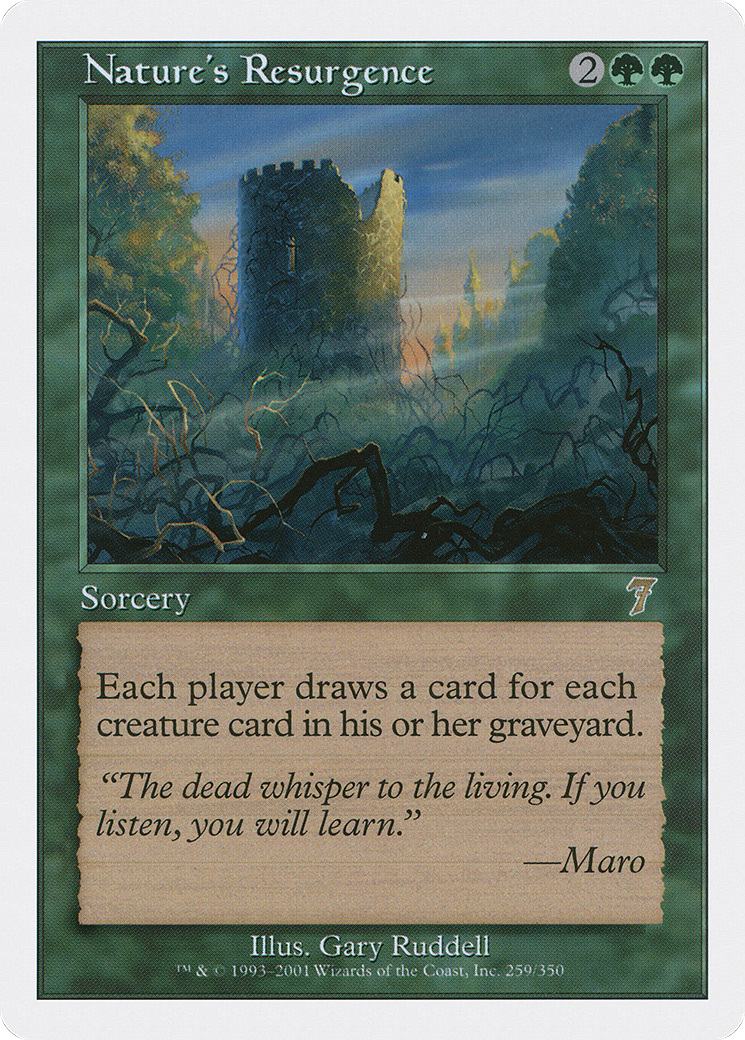 Nature's Resurgence 2
Sorcery 7
Each player draws a card for each
creature card in his or her graveyard.
“The dead whisper to the living. If you
listen, you will learn.”
—Maro
Illus. Gary Ruddell
™ & © 1993–2001 Wizards of the Coast, Inc. 259/350